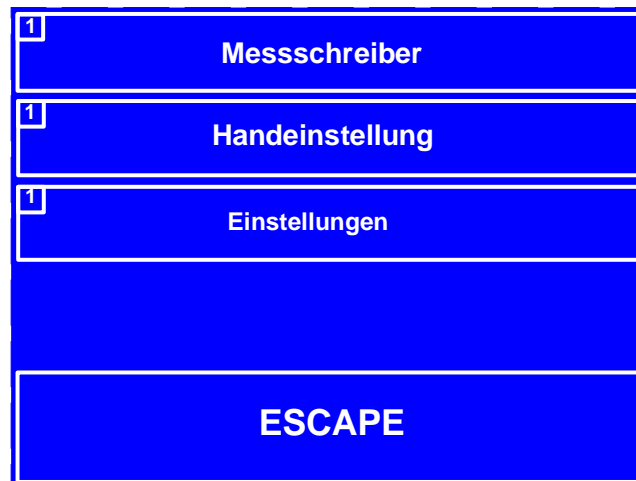 1
Messschreiber
1
Handeinstellung
1
Einstellungen
ESCAPE